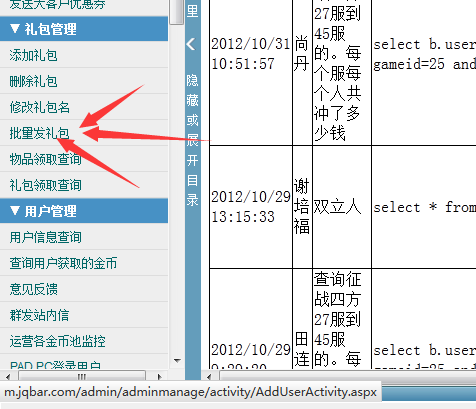 发送大客户优惠券
▼ 礼包管理
添加礼包
删除礼包
修改礼包名
批量发礼包
物品领取查询
礼包领取查询
▼ 用户管理
用户信息查询
查询用户获取的金币
意见反馈
群发站内信
运营各金币池监控
PAD PC登录用户
里
隐
藏
或
展
开
目
录
2012/10/31
10:51:57
尚
丹
27服到
45服
的。每
个服每
个人共
冲了多
少钱
select b.user
gameid=25 and
2012/10/29
13:15:33
谢
培
福
双立人
select * from
2012/10/29
田
连
查询征
战四方
27服到
45服
的。每
select b.user
m.jqbar.com/admin/adminmanage/activity/AddUserActivity.aspx